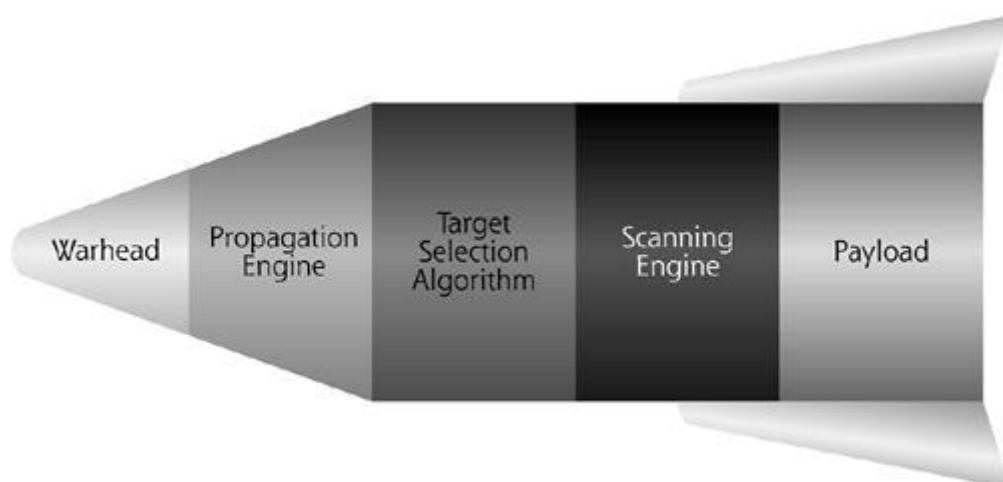 Warhead
Propagation
Engine
Target
Selection
Algorithm
Scanning
Engine
Payload